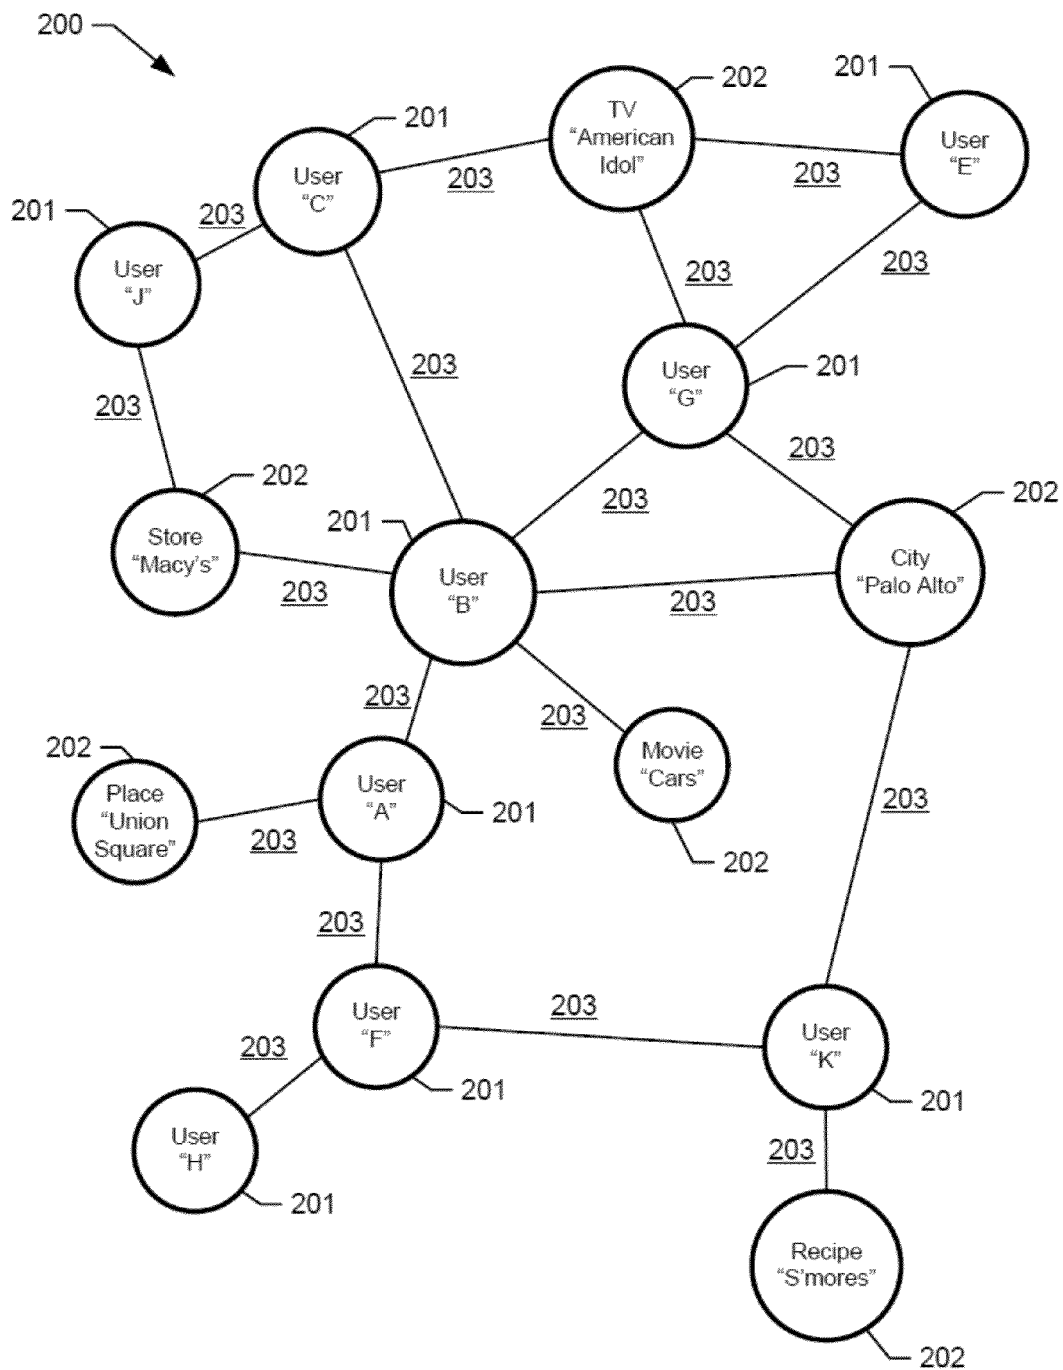 200
201
202
201
TV
“American
Idol”
User
“E”
User
“C”
203
203
201
203
User
“J”
203
203
User
“G”
201
203
203
203
202
203
202
201
Store
“Macy’s”
User
“B”
City
“Palo Alto”
203
203
203
203
202
Movie
“Cars”
Place
“Union
Square”
User
“A”
201
203
203
202
203
203
User
“F”
User
“K”
203
201
201
User
“H”
203
201
Recipe
“S’mores”
202